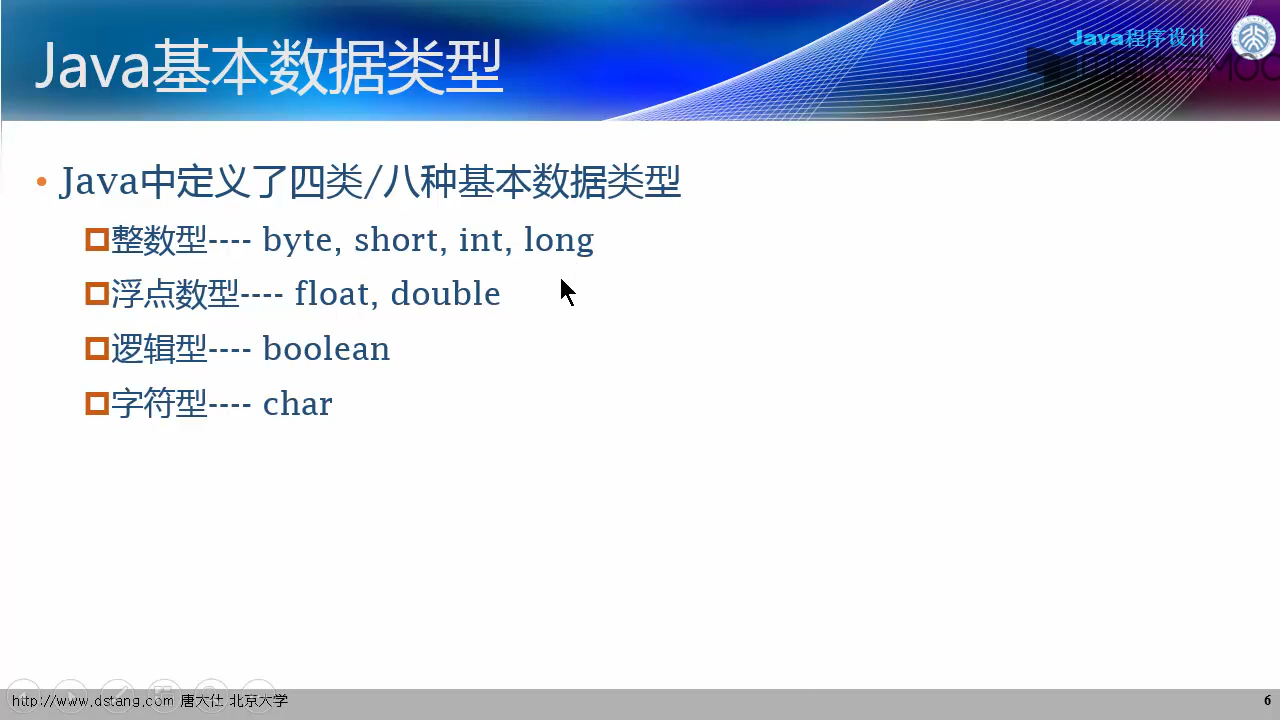 Java程序设计
Java基本数据类型
• Java中定义了四类/八种基本数据类型
整数型---- byte, short, int, long
浮点数型---- float, double
逻辑型---- boolean
字符型---- char
http://www.dstang.com 唐大仕 北京大学
6